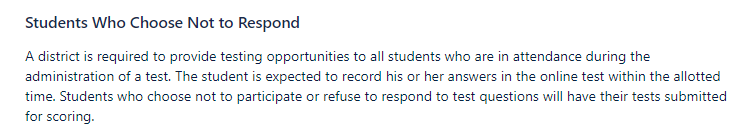 Students Who Choose Not to Respond
A district is required to provide testing opportunities to all students who are in attendance during the
administration of a test. The student is expected to record his or her answers in the online test within the allotted
time. Students who choose not to participate or refuse to respond to test questions will have their tests submitted
for scoring.